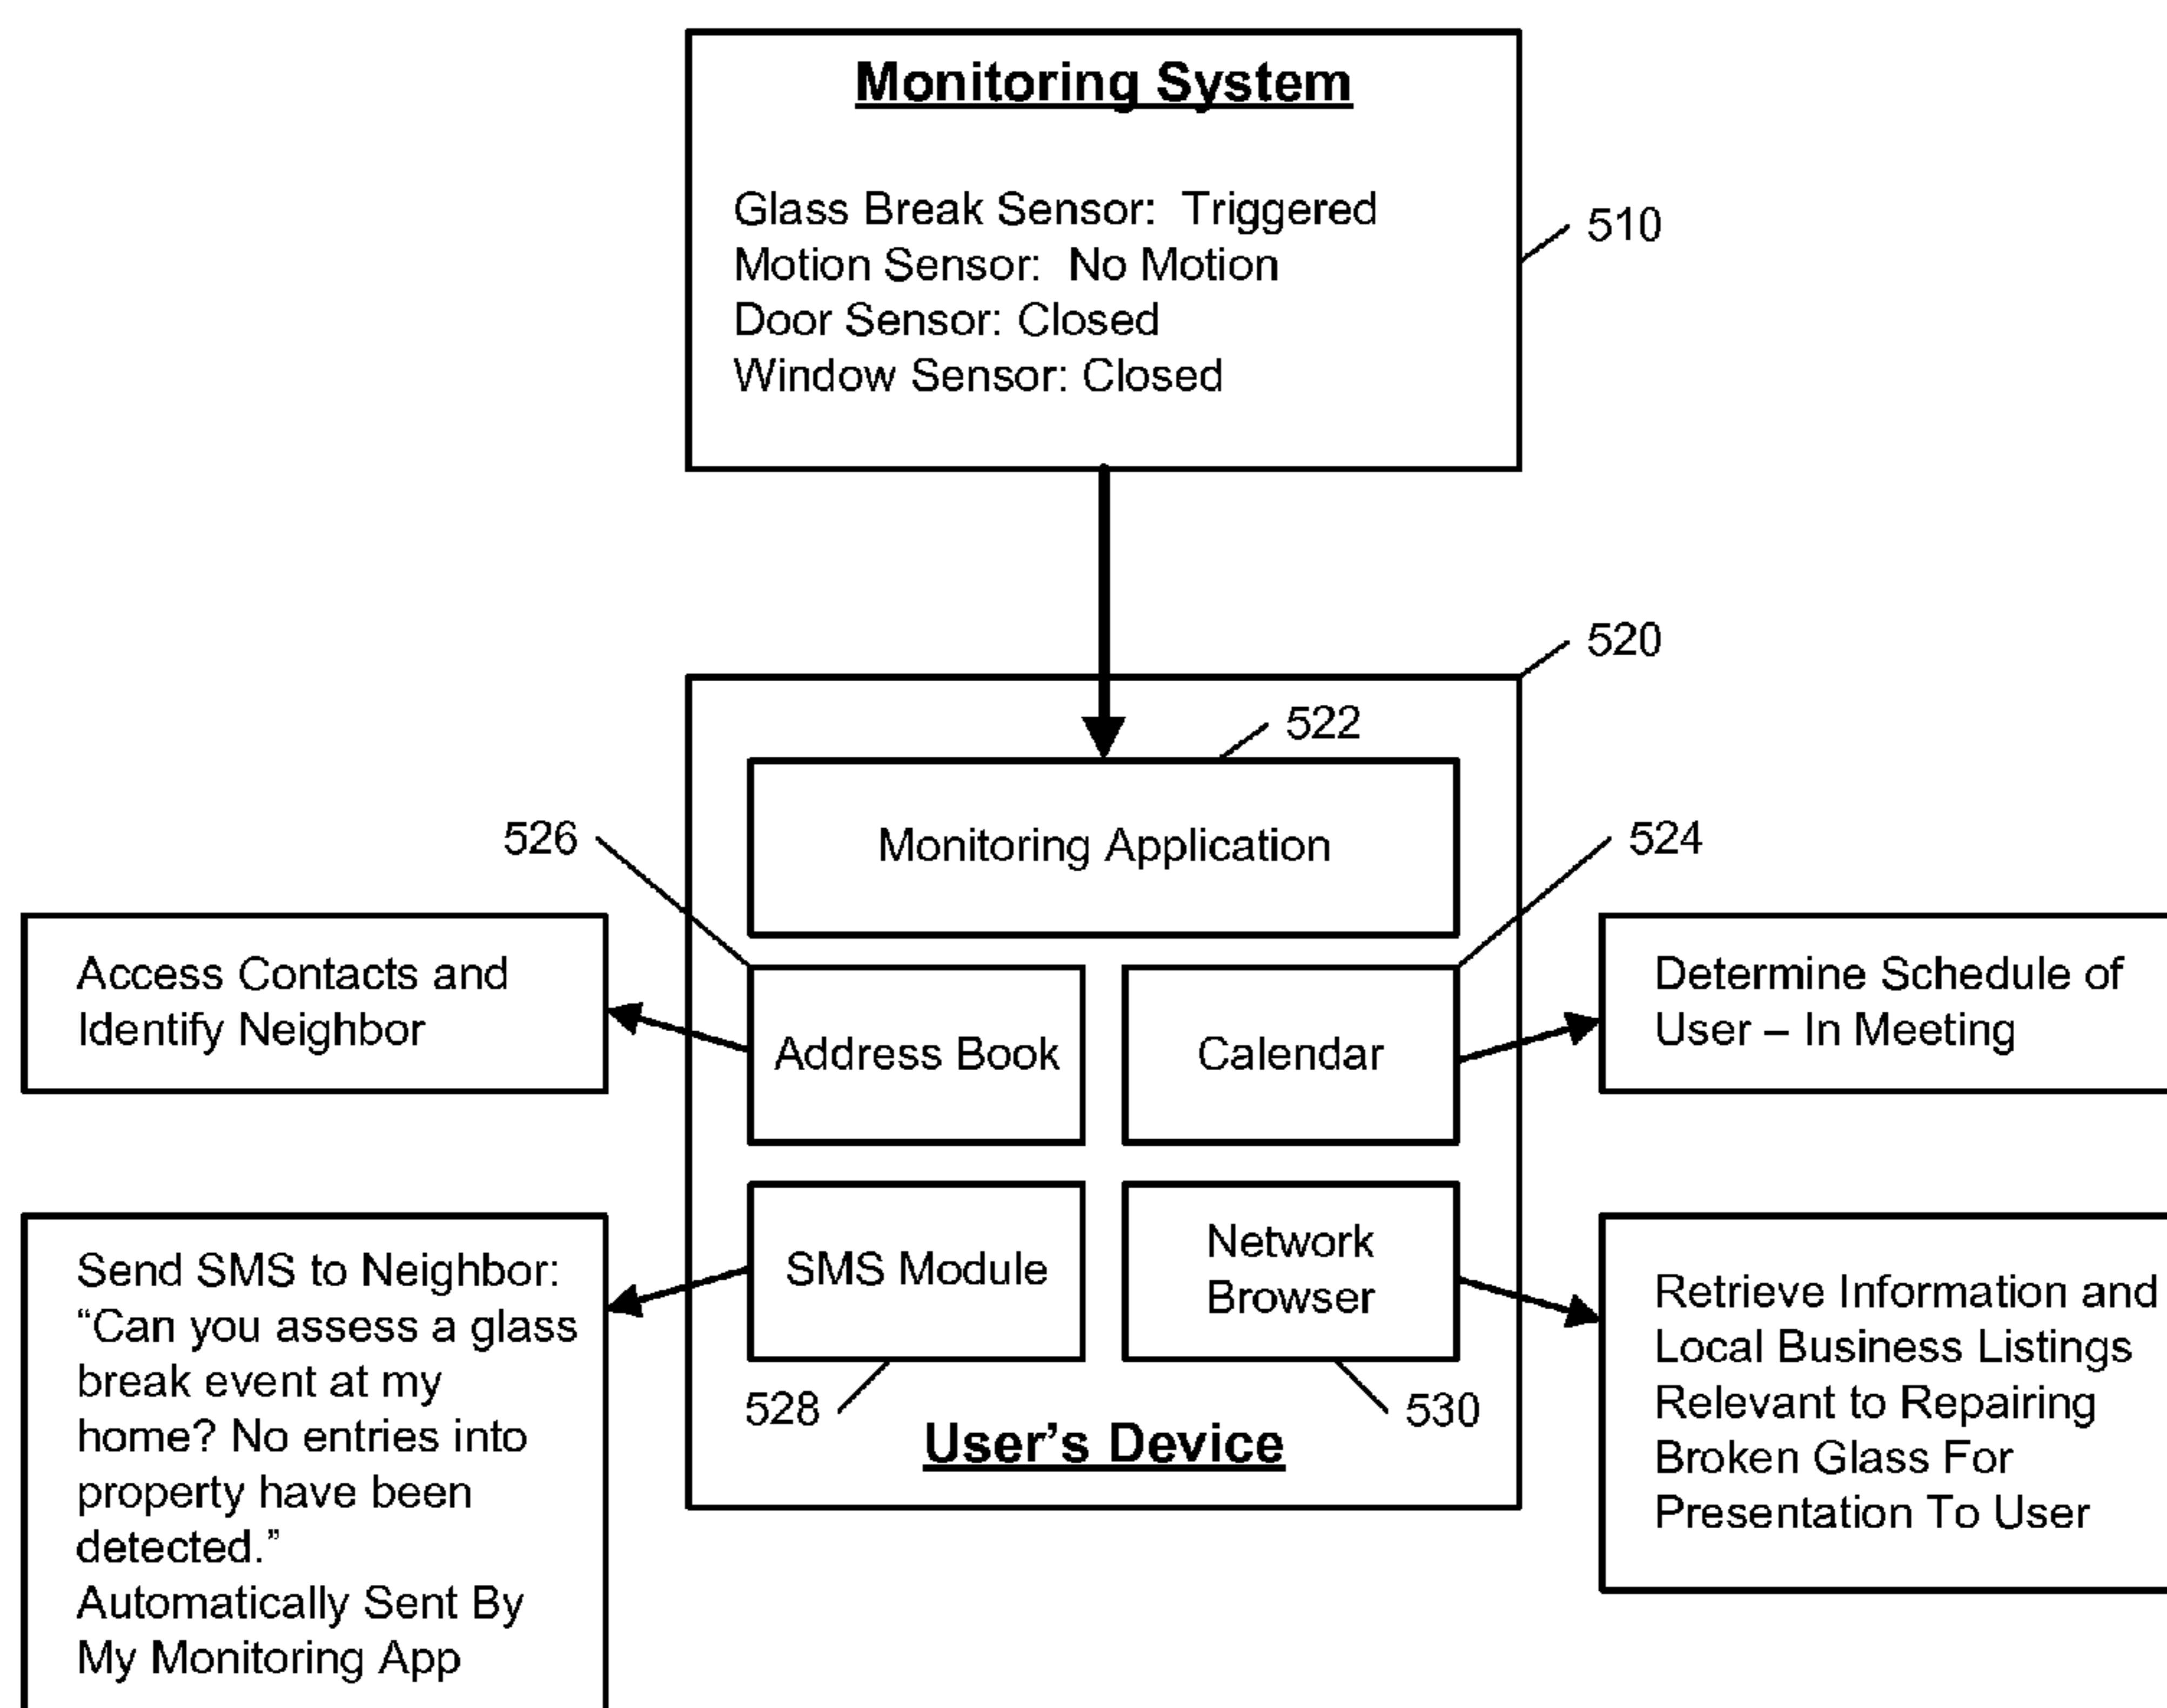 Monitoring System
Glass Break Sensor: Triggered
Motion Sensor: No Motion
Door Sensor: Closed
Window Sensor: Closed
510
520
522
Monitoring Application
526
524
Access Contacts and
Identify Neighbor
Address Book
Calendar
Determine Schedule of
User – In Meeting
Send SMS to Neighbor:
“Can you assess a glass
break event at my
home? No entries into
property have been
detected.”
Automatically Sent By
My Monitoring App
SMS Module
Network
Browser
Retrieve Information and
Local Business Listings
Relevant to Repairing
Broken Glass For
Presentation To User
528
530
User’s Device